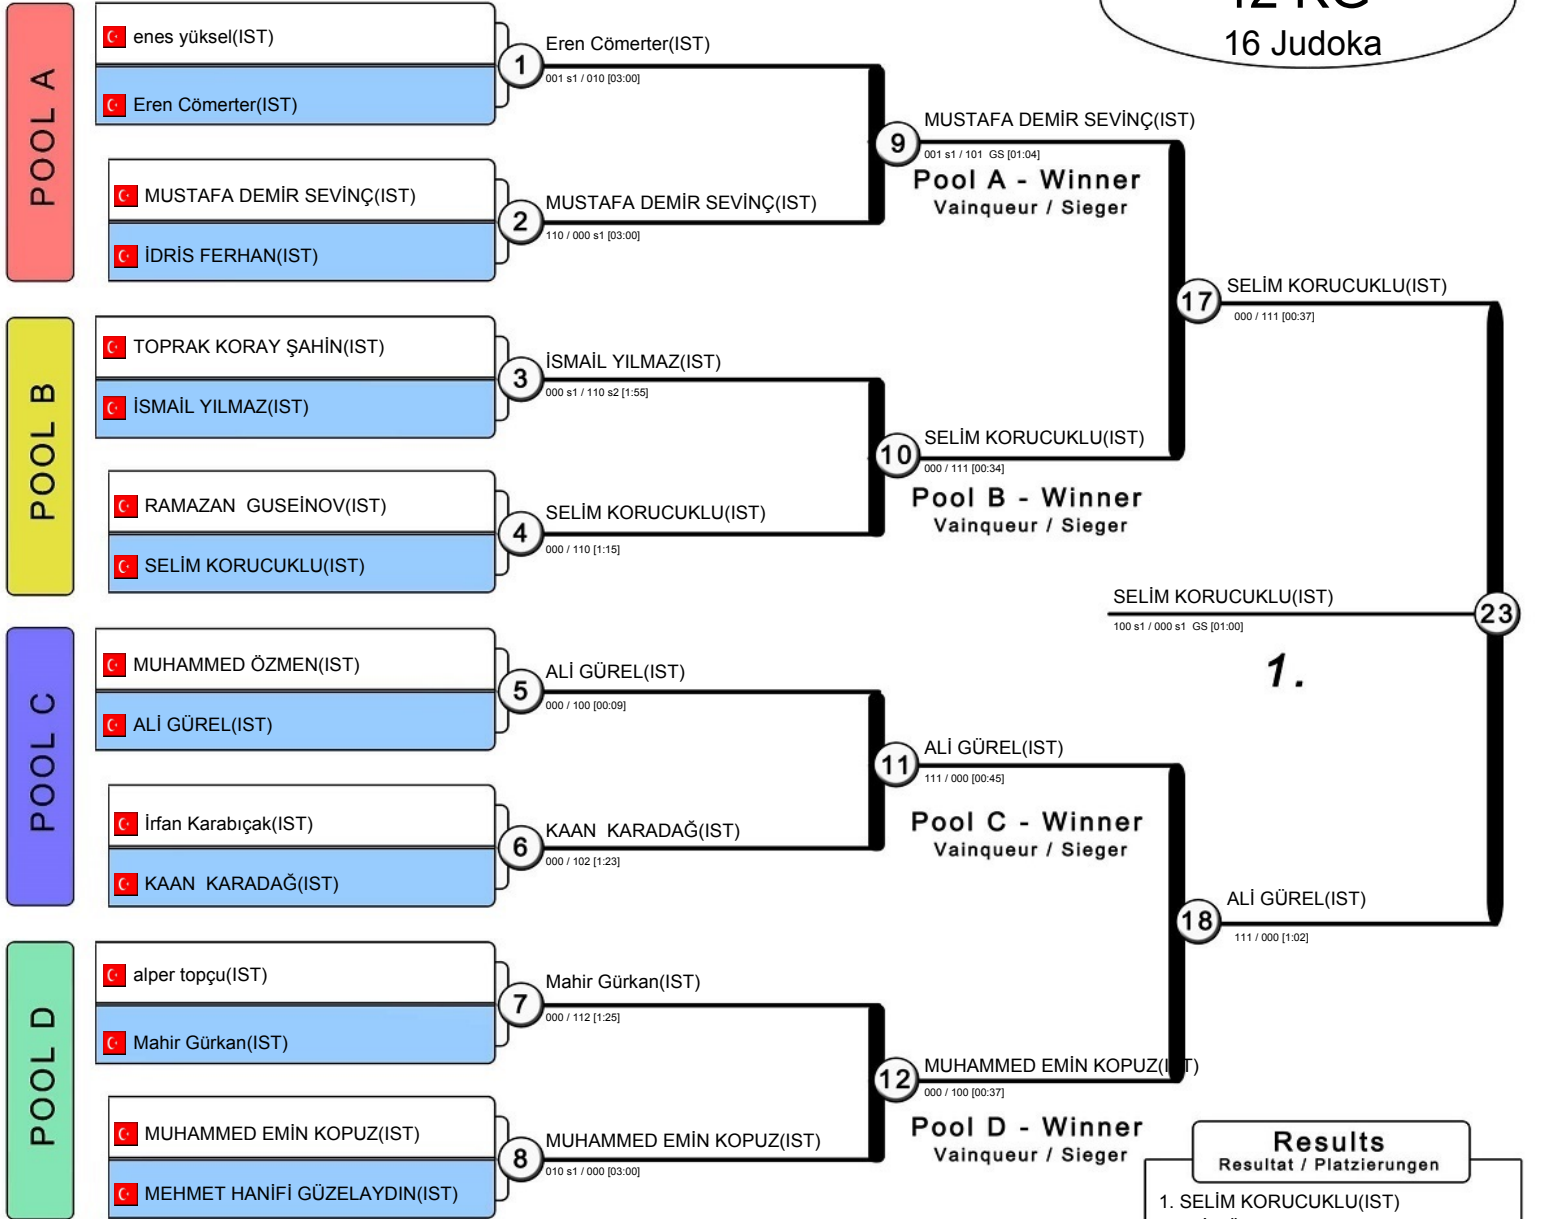 16 Judoka
POOL A
enes yüksel(IST)
Eren Cömerter(IST)
1
Eren Cömerter(IST)
001 s1 / 010 [03:00]
MUSTAFA DEMİR SEVİNÇ(IST)
İDRİS FERHAN(IST)
2
MUSTAFA DEMİR SEVİNÇ(IST)
110 / 000 s1 [03:00]
9
MUSTAFA DEMİR SEVİNÇ(IST)
001 s1 / 101 GS [01:04]
Pool A - Winner
Vainqueur / Sieger
POOL B
TOPRAK KORAY ŞAHİN(IST)
İSMAİL YILMAZ(IST)
3
İSMAİL YILMAZ(IST)
000 s1 / 110 s2 [1:55]
RAMAZAN GUSEİNOV(IST)
SELİM KORUCUKLU(IST)
4
SELİM KORUCUKLU(IST)
000 / 110 [1:15]
10
SELİM KORUCUKLU(IST)
000 / 111 [00:34]
Pool B - Winner
Vainqueur / Sieger
17
SELİM KORUCUKLU(IST)
000 / 111 [00:37]
SELİM KORUCUKLU(IST)
100 s1 / 000 s1 GS [01:00]
23
1.
POOL C
MUHAMMED ÖZMEN(IST)
ALİ GÜREL(IST)
5
ALİ GÜREL(IST)
000 / 100 [00:09]
İrfan Karabıçak(IST)
KAAN KARADAĞ(IST)
6
KAAN KARADAĞ(IST)
000 / 102 [1:23]
11
ALİ GÜREL(IST)
111 / 000 [00:45]
Pool C - Winner
Vainqueur / Sieger
18
ALİ GÜREL(IST)
111 / 000 [1:02]
POOL D
alper topçu(IST)
Mahir Gürkan(IST)
7
Mahir Gürkan(IST)
000 / 112 [1:25]
MUHAMMED EMİN KOPUZ(IST)
MEHMET HANİFİ GÜZELAYDIN(IST)
8
MUHAMMED EMİN KOPUZ(IST)
010 s1 / 000 [03:00]
12
MUHAMMED EMİN KOPUZ(IST)
000 / 100 [00:37]
Pool D - Winner
Vainqueur / Sieger
Results
Resultat / Platzierungen
1. SELİM KORUCUKLU(IST)